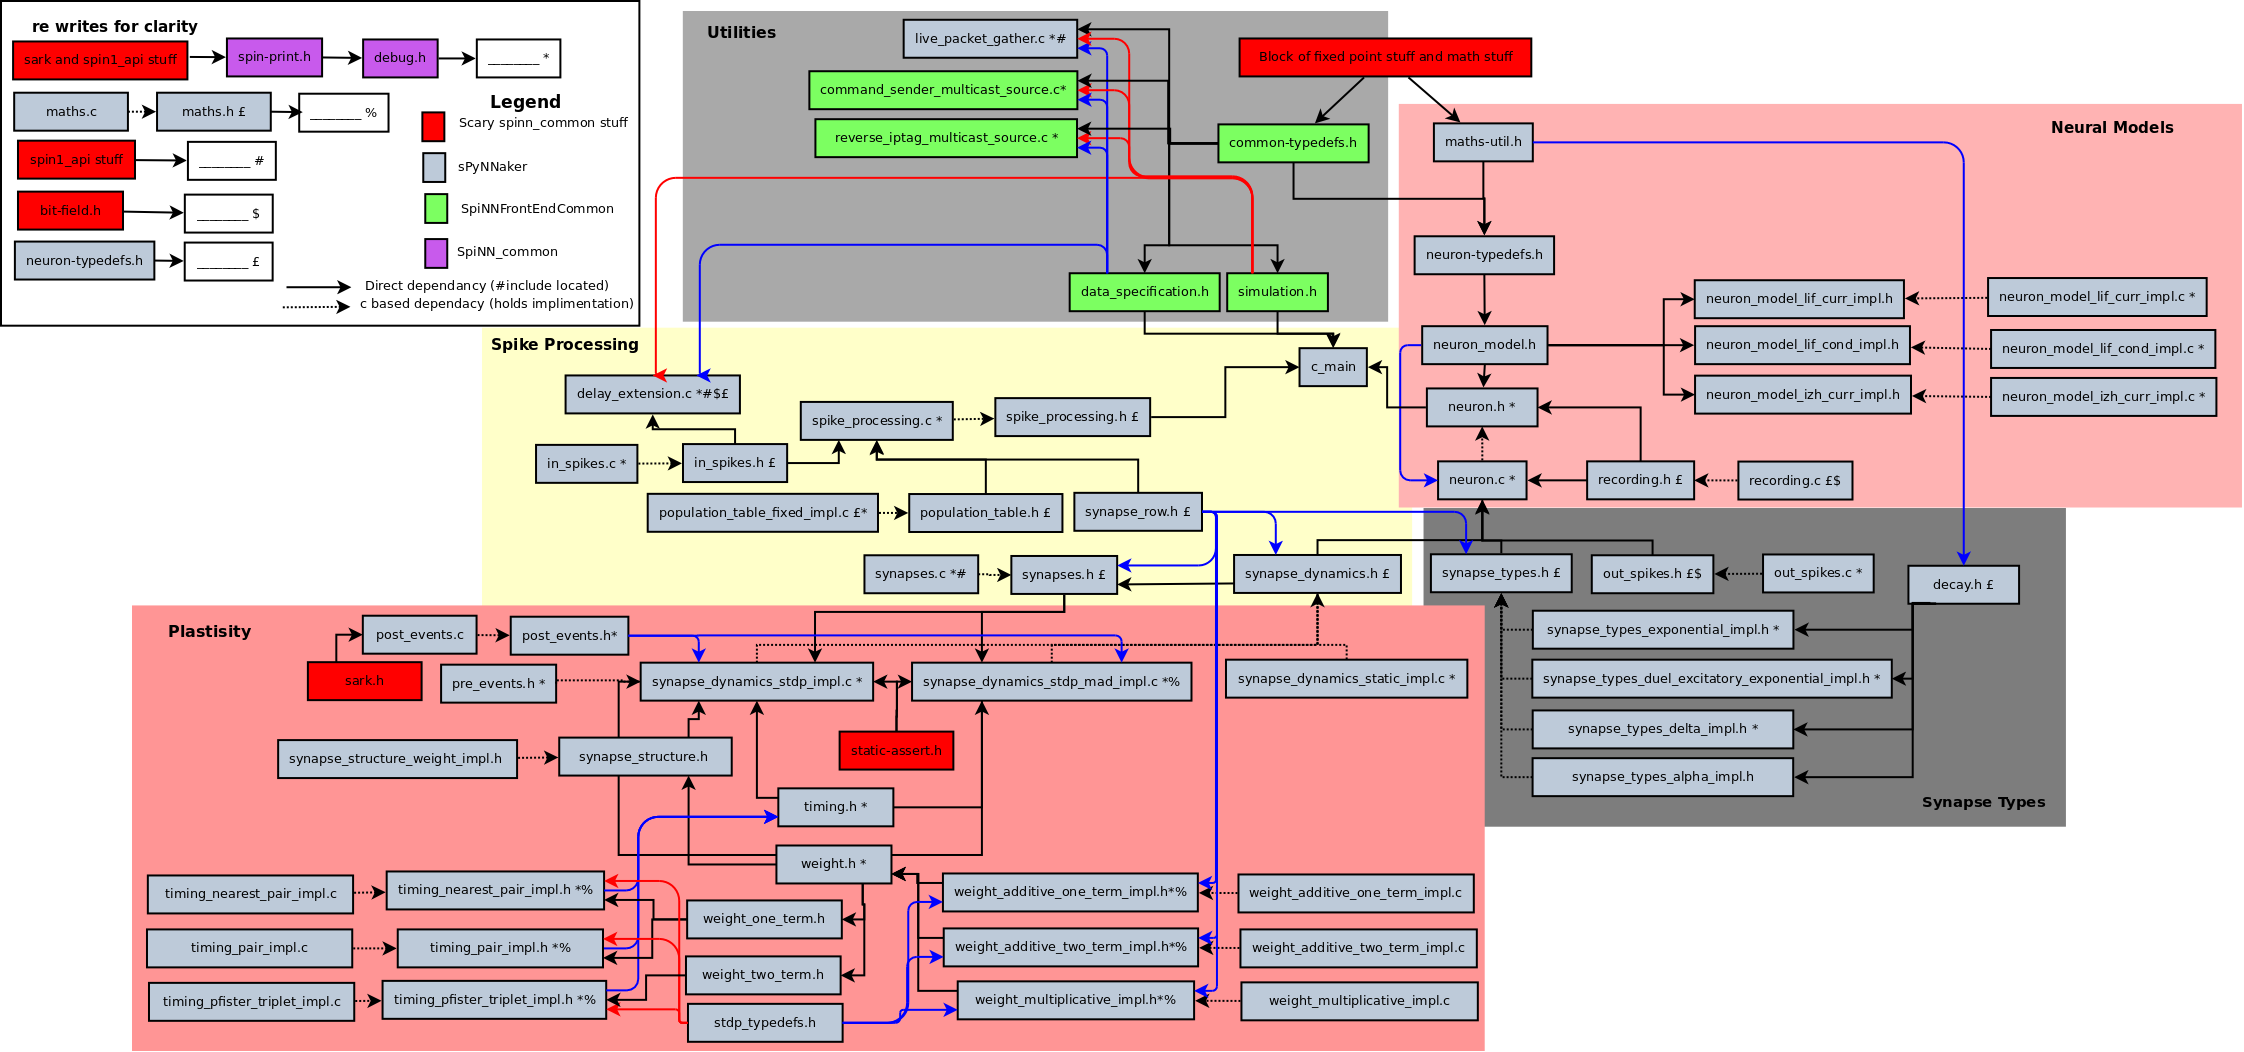 re writes for clarity
sark and spin1_api stuff
spin-print.h
debug.h
________ *
maths.c
maths.h £
________ %
spin1_api stuff
________ #
bit-field.h
________ $
neuron-typedefs.h
________ £
Legend
Scary spinn_common stuff
sPyNNaker
SpiNNFrontEndCommon
SpiNN_common
Direct dependancy (#include located)
c based dependacy (holds implimentation)
Utilities
live_packet_gather.c *#
command_sender_multicast_source.c*
reverse_iptag_multicast_source.c *
Block of fixed point stuff and math stuff
common-typedefs.h
data_specification.h
simulation.h
Neural Models
maths-util.h
neuron-typedefs.h
neuron_model.h
neuron_model_lif_curr_impl.h
neuron_model_lif_curr_impl.c *
neuron_model_lif_cond_impl.h
neuron_model_lif_cond_impl.c *
neuron_model_izh_curr_impl.h
neuron_model_izh_curr_impl.c *
neuron.h *
neuron.c *
recording.h £
recording.c £$
Spike Processing
c_main
delay_extension.c *#$£
spike_processing.c *
spike_processing.h £
in_spikes.c *
in_spikes.h £
population_table_fixed_impl.c £*
population_table.h £
synapse_row.h £
synapses.c *#
synapses.h £
synapse_dynamics.h £
synapse_types.h £
out_spikes.h £$
out_spikes.c *
decay.h £
synapse_types_exponential_impl.h *
synapse_types_duel_excitatory_exponential_impl.h *
synapse_types_delta_impl.h *
synapse_types_alpha_impl.h
Synapse Types
Plastisity
post_events.c
post_events.h*
sark.h
pre_events.h *
synapse_dynamics_stdp_impl.c *
synapse_dynamics_stdp_mad_impl.c *%
synapse_dynamics_static_impl.c *
synapse_structure_weight_impl.h
synapse_structure.h
static-assert.h
timing.h *
weight.h *
timing_nearest_pair_impl.c
timing_nearest_pair_impl.h *%
weight_one_term.h
weight_additive_one_term_impl.h*%
weight_additive_one_term_impl.c
timing_pair_impl.c
timing_pair_impl.h *%
weight_two_term.h
weight_additive_two_term_impl.h*%
weight_additive_two_term_impl.c
timing_pfister_triplet_impl.c
timing_pfister_triplet_impl.h *%
stdp_typedefs.h
weight_multiplicative_impl.h*%
weight_multiplicative_impl.c